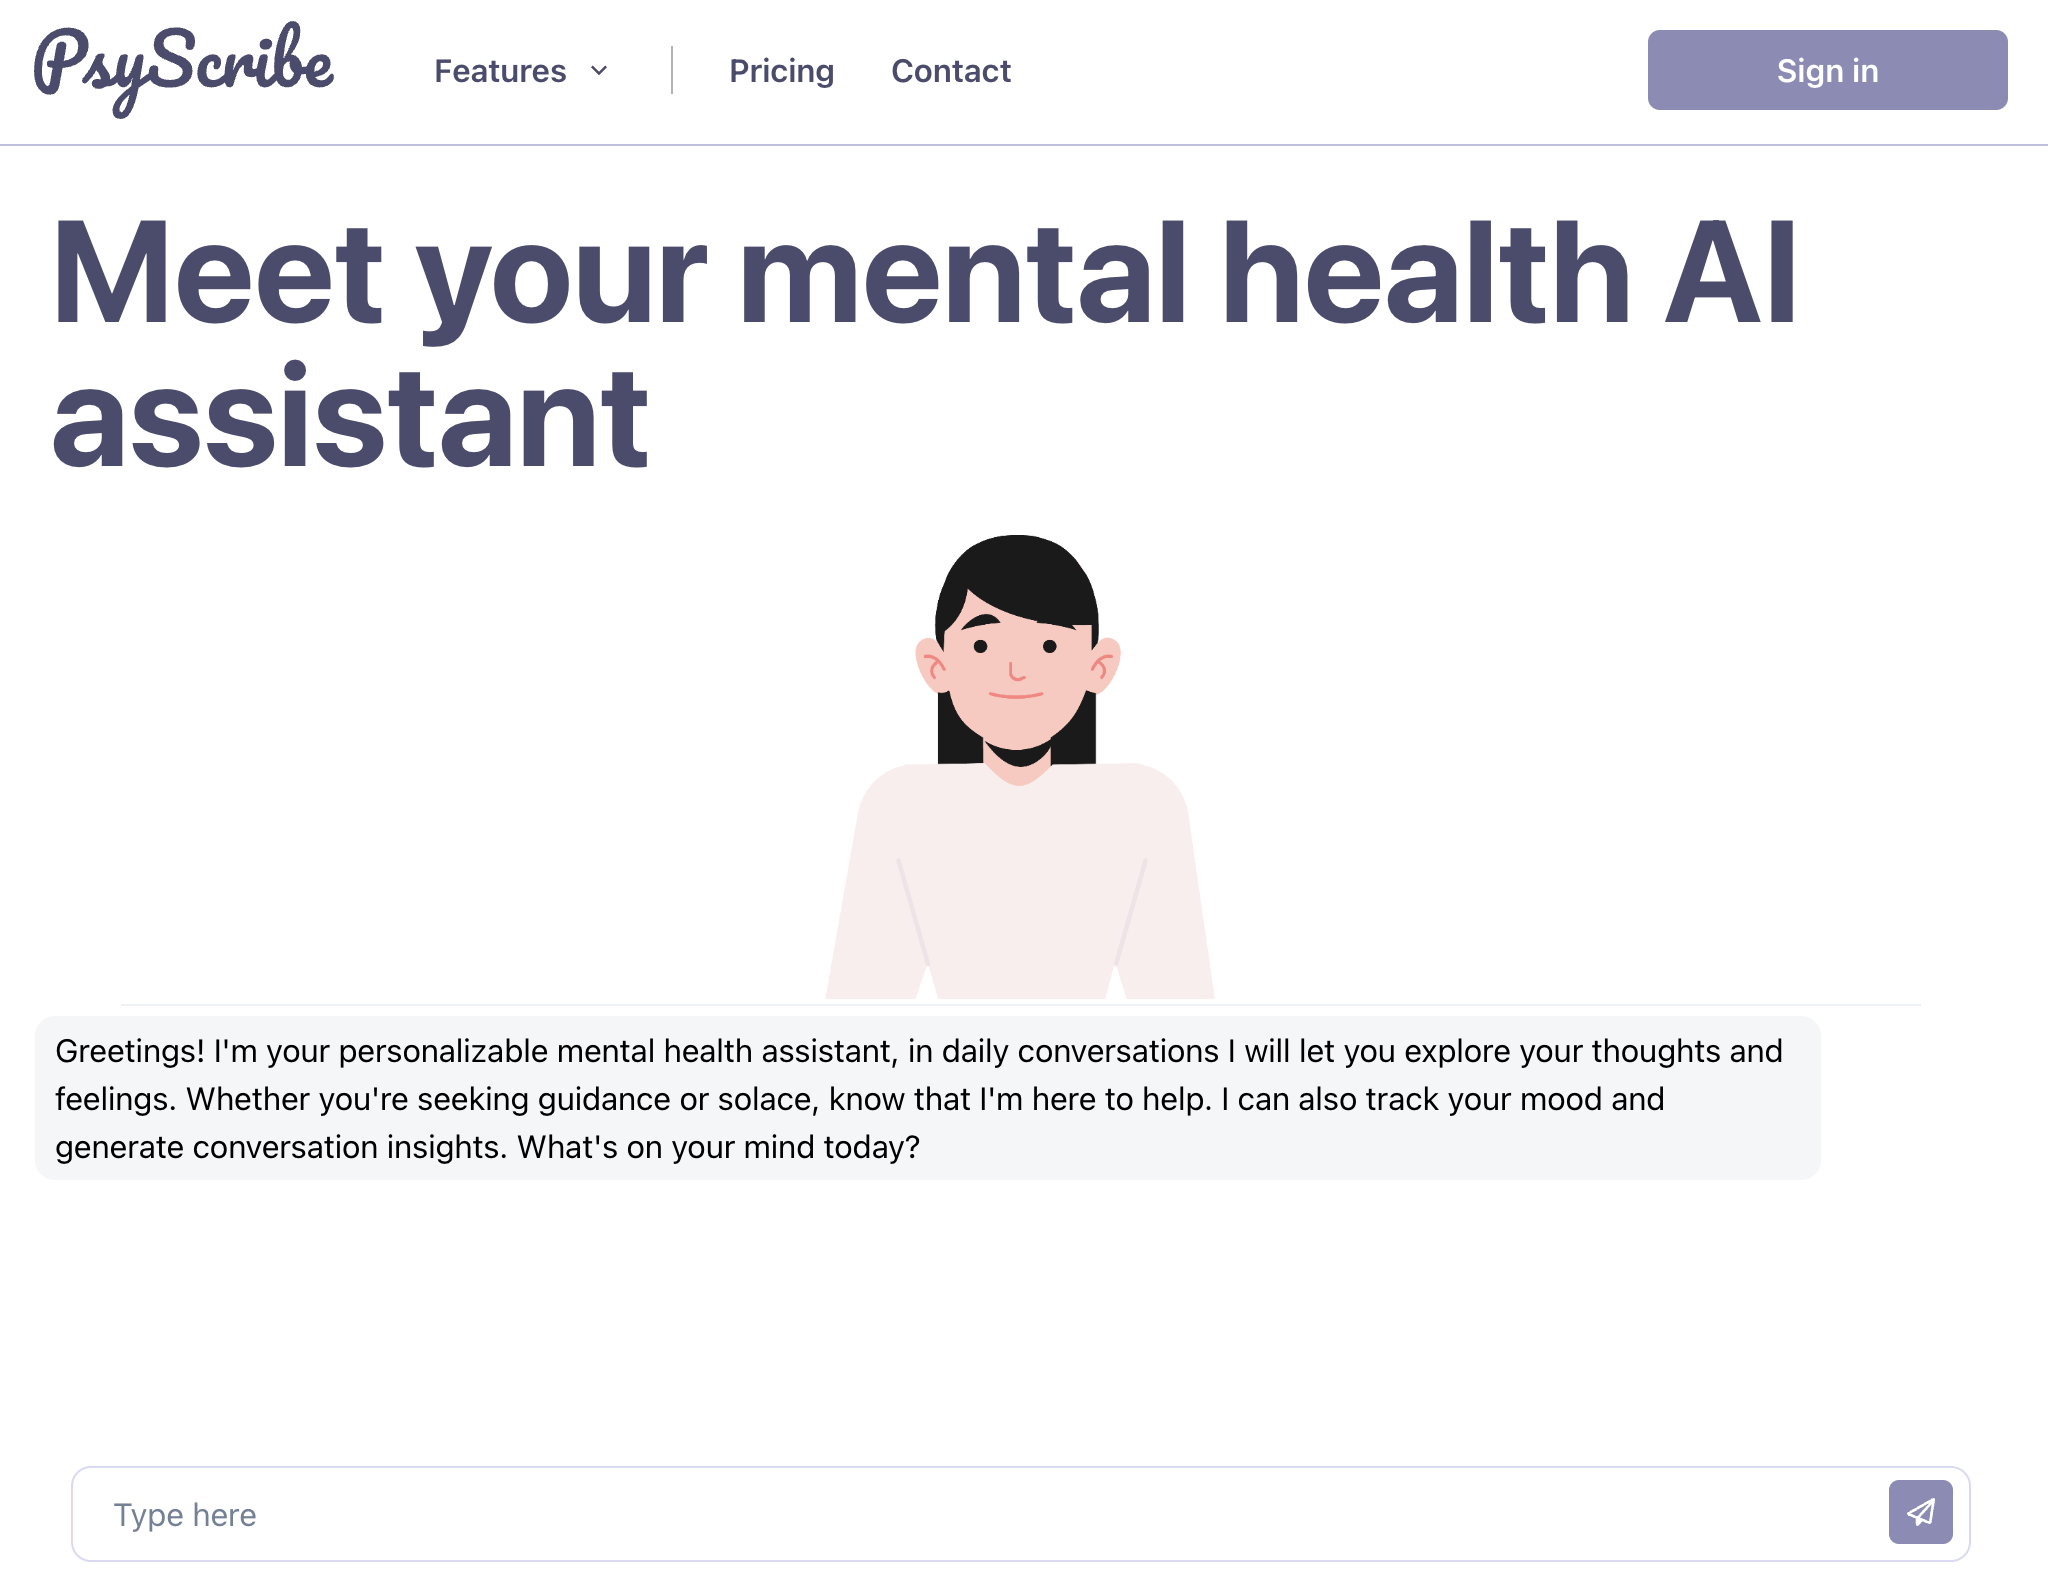 PsyScribe
Features
Pricing
Contact
Sign in
Meet your mental health AI
assistant
Greetings! I'm your personalizable mental health assistant, in daily conversations I will let you explore your thoughts and
feelings. Whether you're seeking guidance or solace, know that I'm here to help. I can also track your mood and
generate conversation insights. What's on your mind today?
Type here